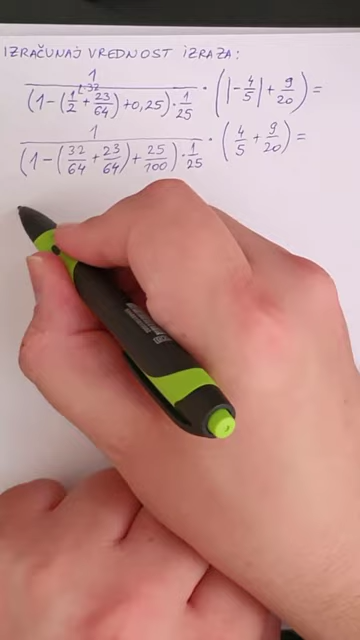 IZRAČUNAJ VREDNOST IZRAZA:
1/((1-(1/2+23/64)+0,25)·1/25) · (|-4/5|+9/20) =
1/((1-(32/64+23/64)+25/100)·1/25) · (4/5+9/20) =